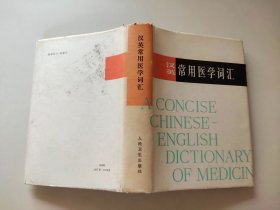 汉英常用医学词汇
人民卫生出版社
汉英 常用医学词汇
A CONCISE
CHINESE-
ENGLISH
DICTIONARY
OF MEDICIN